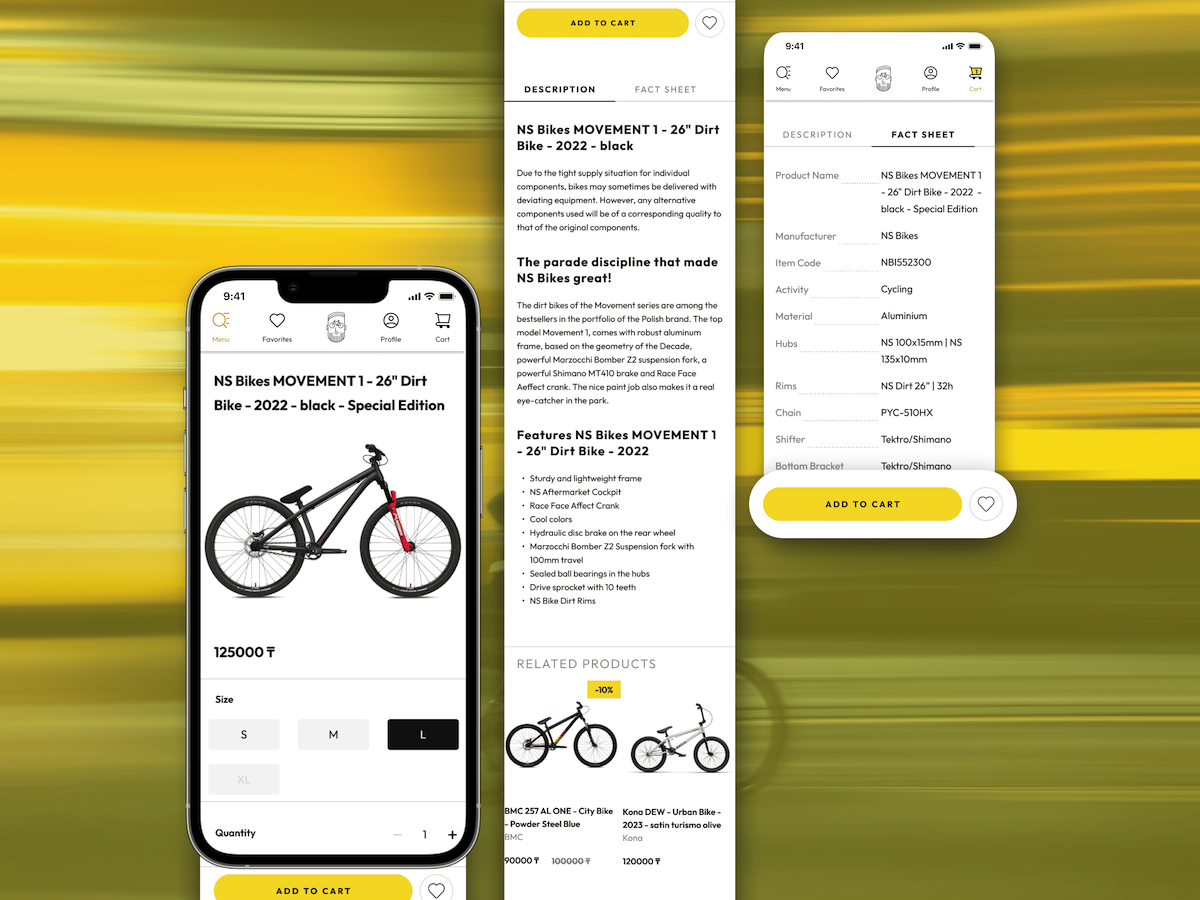 9:41
Menu
Favorites
Profile
Cart
NS Bikes MOVEMENT 1 - 26" Dirt
Bike - 2022 - black - Special Edition
125000 ₸
Size
S
M
L
XL
Quantity
— 1 +
ADD TO CART
ADD TO CART
DESCRIPTION
FACT SHEET
NS Bikes MOVEMENT 1 - 26" Dirt
Bike - 2022 - black
Due to the tight supply situation for individual
components, bikes may sometimes be delivered with
deviating equipment. However, any alternative
components used will be of a corresponding quality to
that of the original components.
The parade discipline that made
NS Bikes great!
The dirt bikes of the Movement series are among the
bestsellers in the portfolio of the Polish brand. The top
model Movement 1, comes with robust aluminum
frame, based on the geometry of the Decade,
powerful Marzocchi Bomber Z2 suspension fork, a
powerful Shimano MT410 brake and Race Face
Aeffect crank. The nice paint job also makes it a real
eye-catcher in the park.
Features NS Bikes MOVEMENT 1
- 26" Dirt Bike - 2022
• Sturdy and lightweight frame
• NS Aftermarket Cockpit
• Race Face Affect Crank
• Cool colors
• Hydraulic disc brake on the rear wheel
• Marzocchi Bomber Z2 Suspension fork with
100mm travel
• Sealed ball bearings in the hubs
• Drive sprocket with 10 teeth
• NS Bike Dirt Rims
RELATED PRODUCTS
-10%
BMC 257 AL ONE - City Bike
- Powder Steel Blue
BMC
90000 ₸ 100000 ₸
Kona DEW - Urban Bike -
2023 - satin turismo olive
Kona
120000 ₸
9:41
Menu
Favorites
Profile
1
Cart
DESCRIPTION
FACT SHEET
Product Name NS Bikes MOVEMENT 1
- 26" Dirt Bike - 2022 -
black - Special Edition
Manufacturer NS Bikes
Item Code NBI552300
Activity Cycling
Material Aluminium
Hubs NS 100x15mm | NS
135x10mm
Rims NS Dirt 26" | 32h
Chain PYC-510HX
Shifter Tektro/Shimano
Bottom Bracket Tektro/Shimano
ADD TO CART